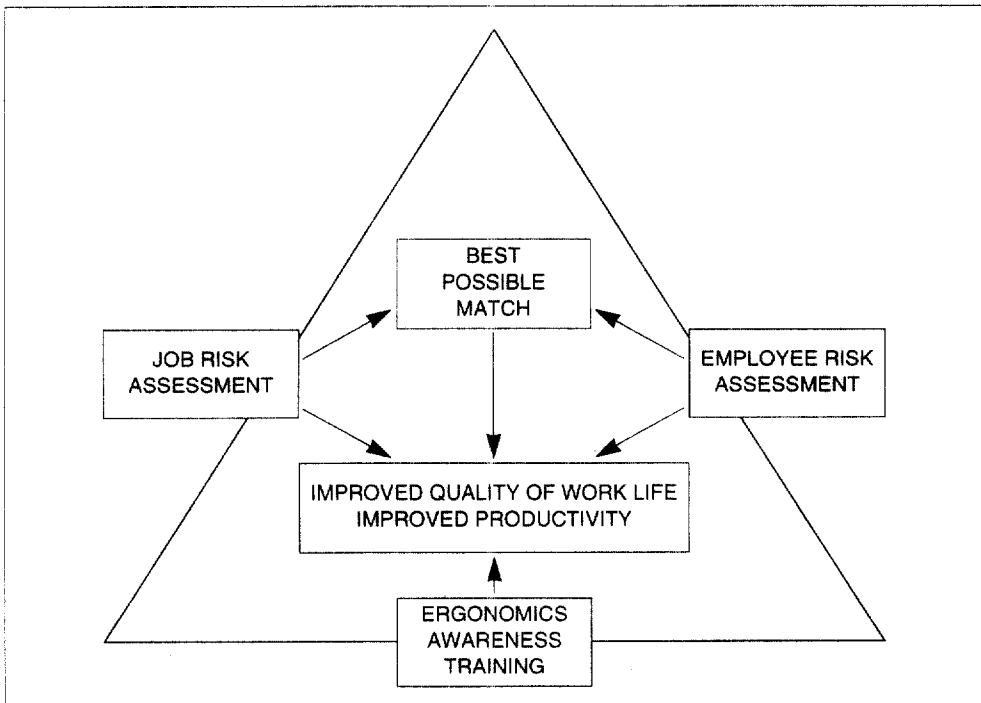 BEST
POSSIBLE
MATCH
JOB RISK
ASSESSMENT
EMPLOYEE RISK
ASSESSMENT
IMPROVED QUALITY OF WORK LIFE
IMPROVED PRODUCTIVITY
ERGONOMICS
AWARENESS
TRAINING